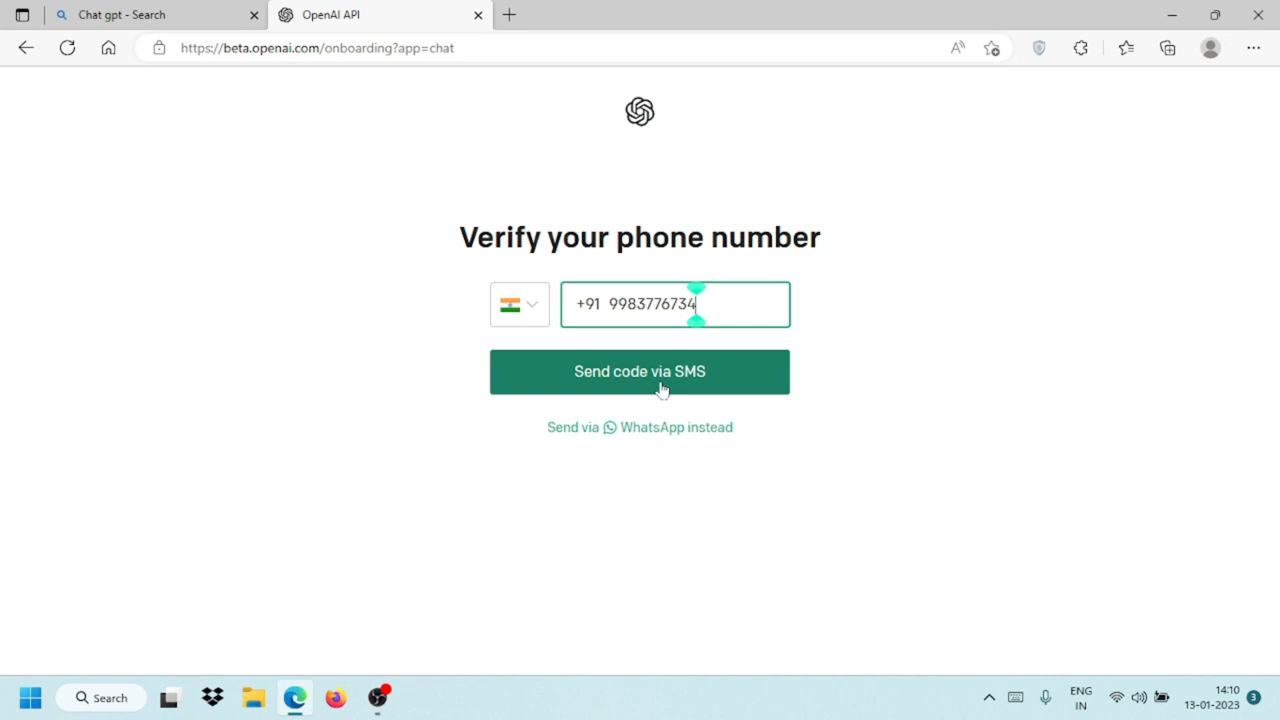 Chat gpt - Search
OpenAI API
https://beta.openai.com/onboarding?app=chat
Verify your phone number
+91 9983776734
Send code via SMS
Send via WhatsApp instead
Search
ENG
IN
14:10
13-01-2023
3